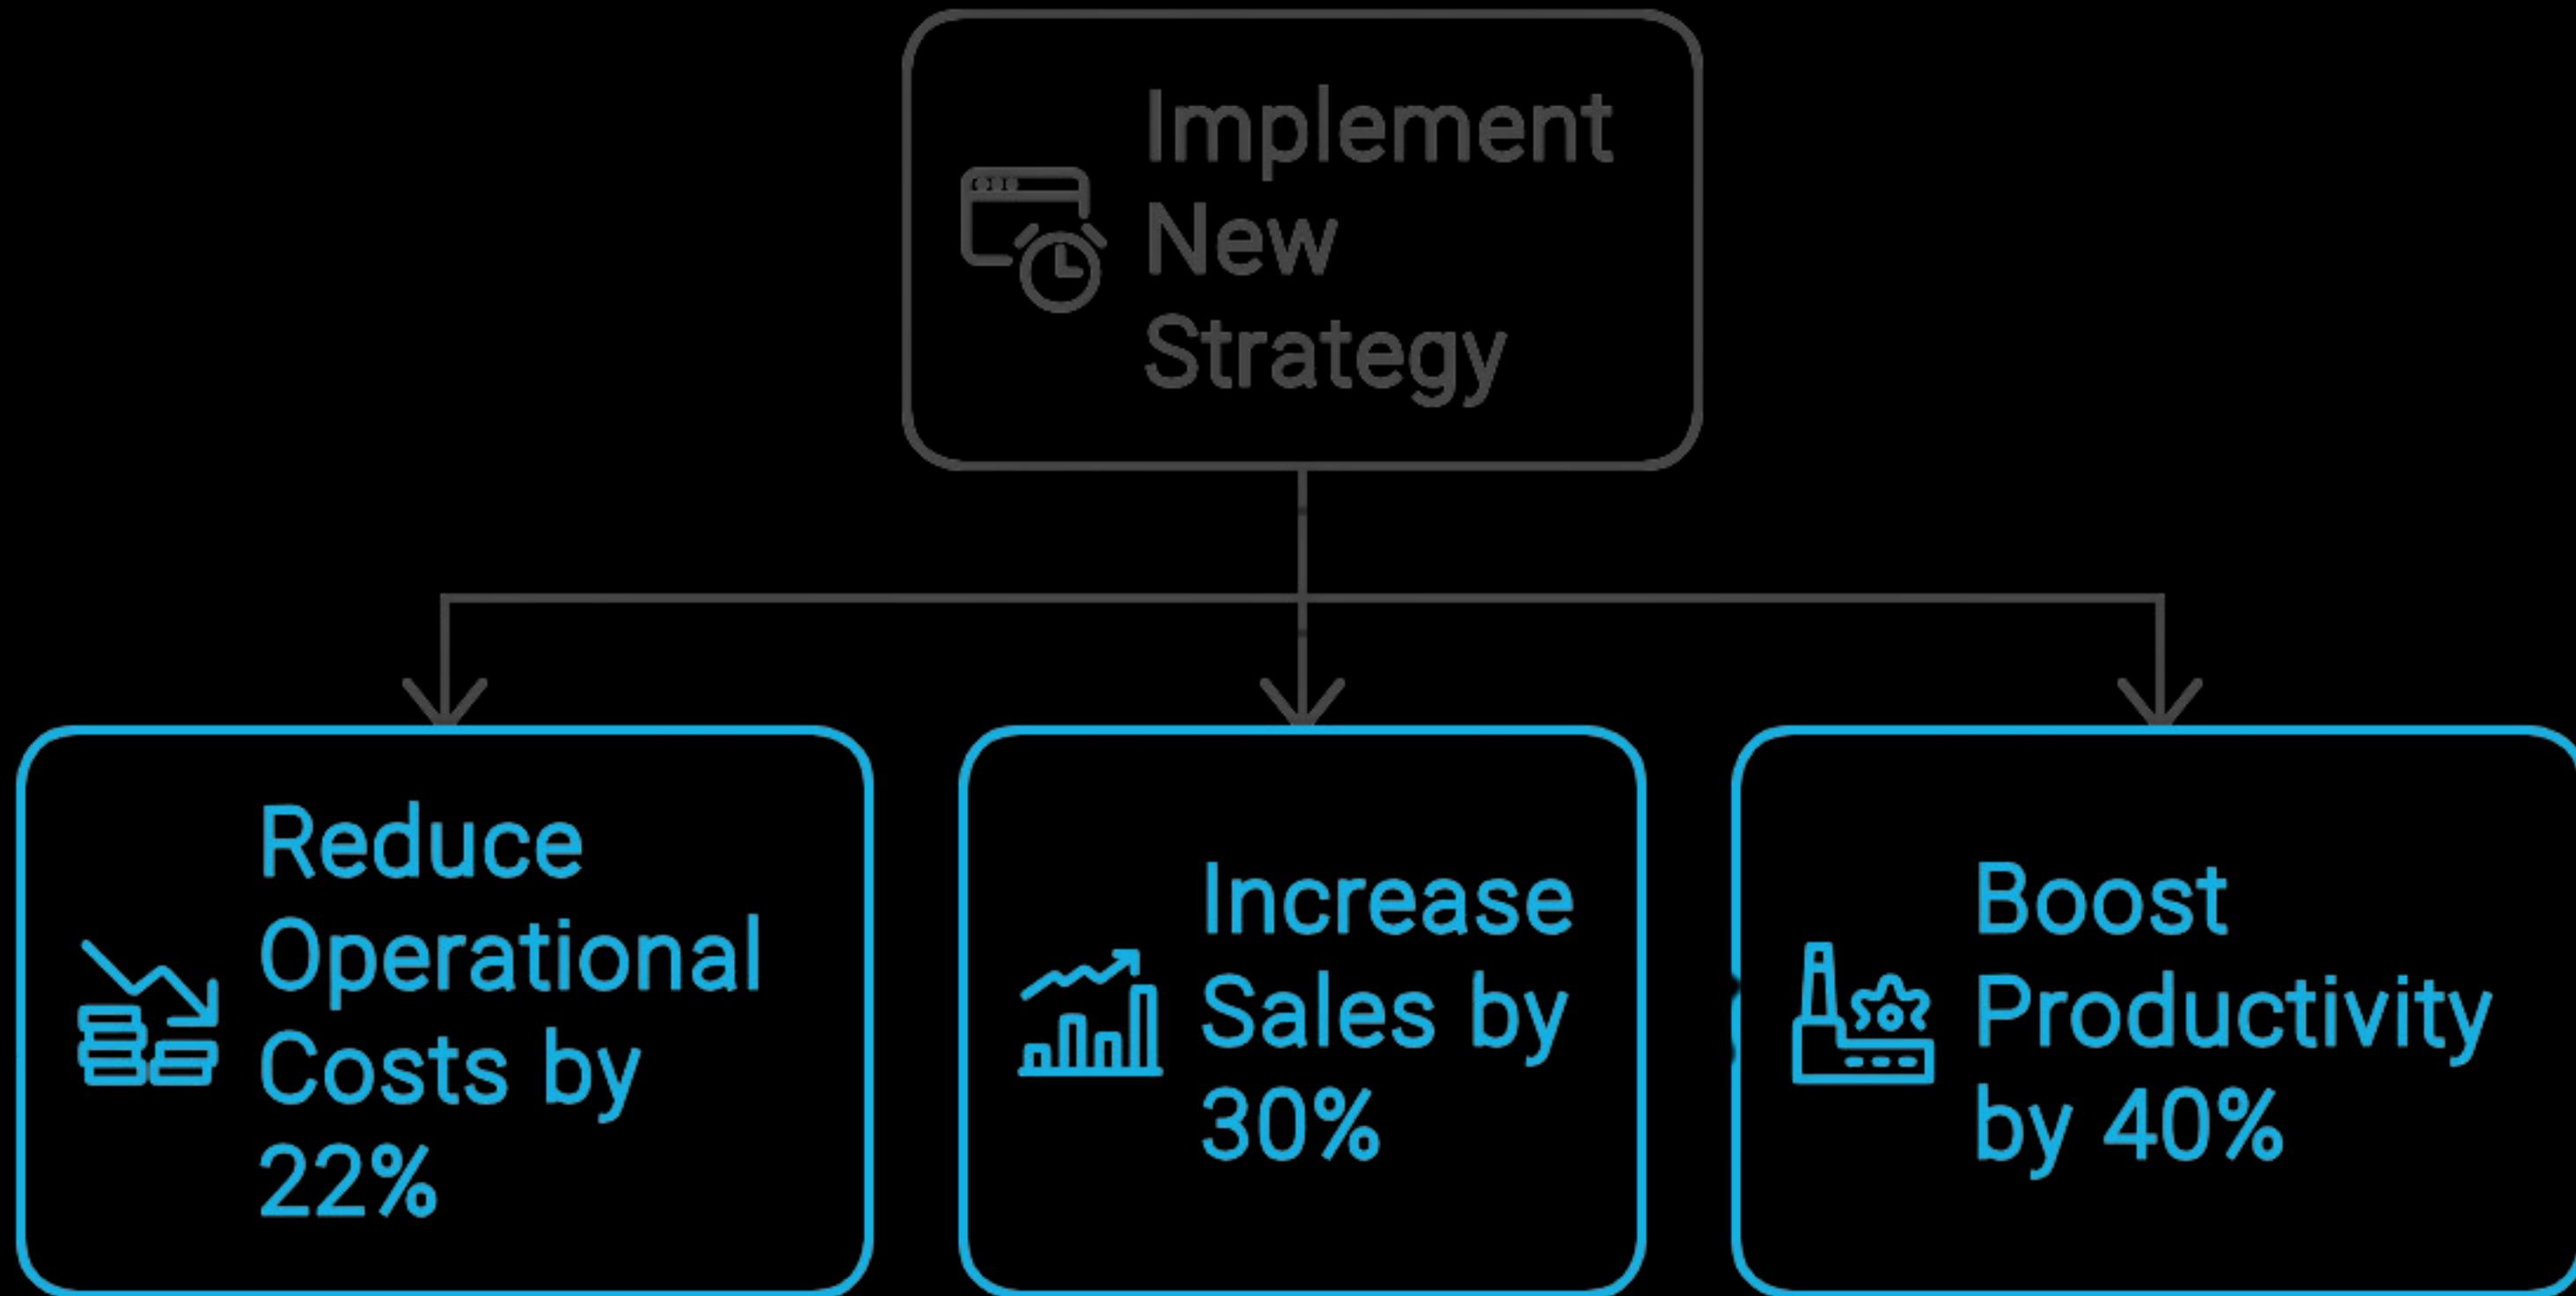 Implement
New
Strategy
Reduce
Operational
Costs by
22%
Increase
Sales by
30%
Boost
Productivity
by 40%